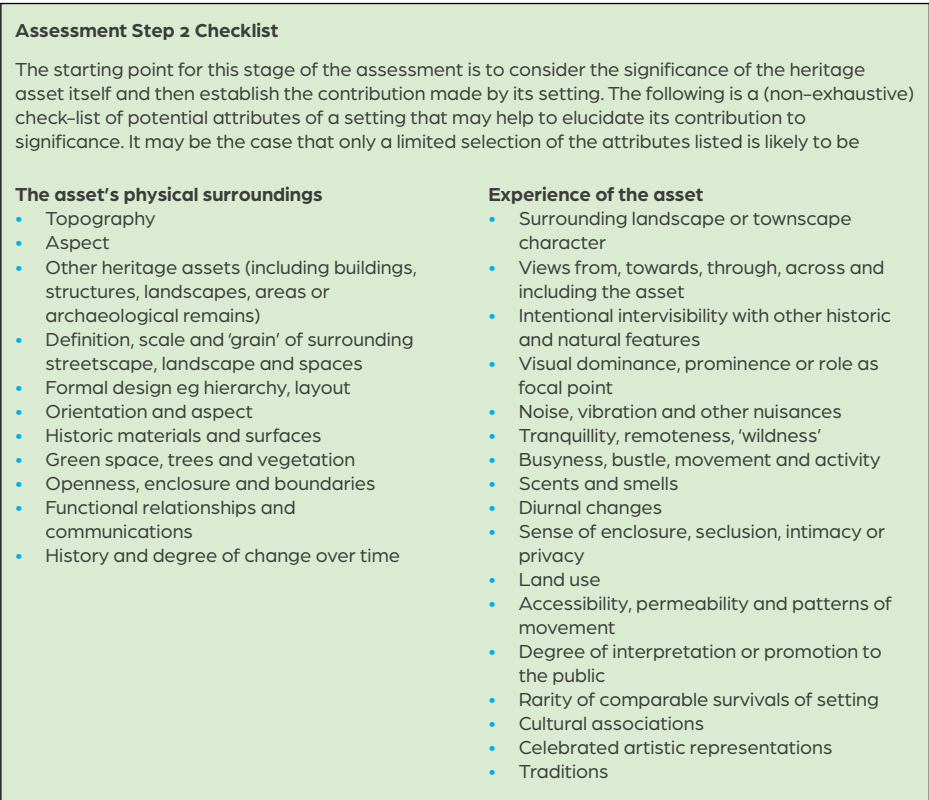 Assessment Step 2 Checklist
The starting point for this stage of the assessment is to consider the significance of the heritage
asset itself and then establish the contribution made by its setting. The following is a (non-exhaustive)
check-list of potential attributes of a setting that may help to elucidate its contribution to
significance. It may be the case that only a limited selection of the attributes listed is likely to be
The asset's physical surroundings
• Topography
• Aspect
• Other heritage assets (including buildings,
structures, landscapes, areas or
archaeological remains)
• Definition, scale and 'grain' of surrounding
streetscape, landscape and spaces
• Formal design eg hierarchy, layout
• Orientation and aspect
• Historic materials and surfaces
• Green space, trees and vegetation
• Openness, enclosure and boundaries
• Functional relationships and
communications
• History and degree of change over time
Experience of the asset
• Surrounding landscape or townscape
character
• Views from, towards, through, across and
including the asset
• Intentional intervisibility with other historic
and natural features
• Visual dominance, prominence or role as
focal point
• Noise, vibration and other nuisances
• Tranquillity, remoteness, 'wildness'
• Busyness, bustle, movement and activity
• Scents and smells
• Diurnal changes
• Sense of enclosure, seclusion, intimacy or
privacy
• Land use
• Accessibility, permeability and patterns of
movement
• Degree of interpretation or promotion to
the public
• Rarity of comparable survivals of setting
• Cultural associations
• Celebrated artistic representations
• Traditions